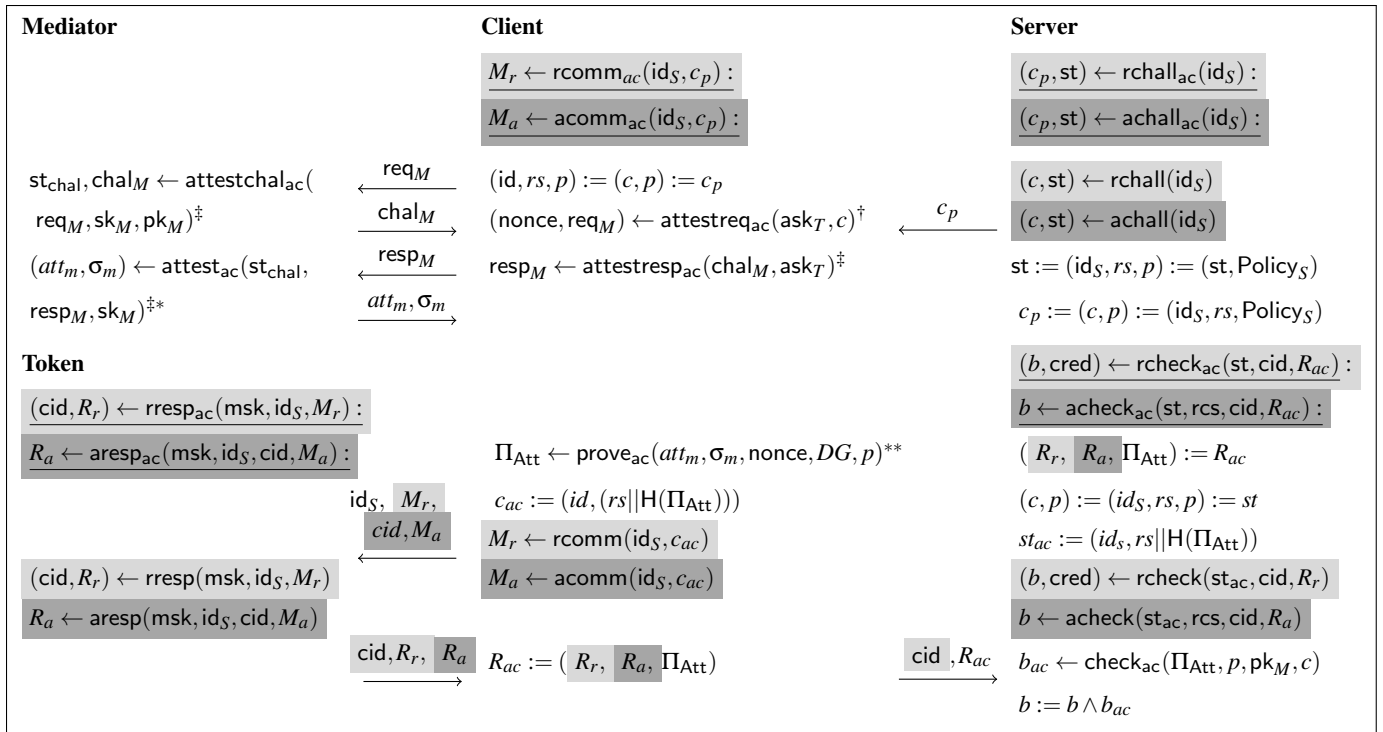 Mediator Client Server
M_r ← rcomm_ac(id_S, c_p) : (c_p, st) ← rchall_ac(id_S) :
M_a ← acomm_ac(id_S, c_p) : (c_p, st) ← achall_ac(id_S) :
st_chal, chal_M ← attestchal_ac( req_M (id, rs, p) := (c, p) := c_p (c, st) ← rchall(id_S)
req_M, sk_M, pk_M)‡ chal_M (nonce, req_M) ← attestreq_ac(ask_T, c)† c_p (c, st) ← achall(id_S)
(att_m, σ_m) ← attest_ac(st_chal, resp_M resp_M ← attestresp_ac(chal_M, ask_T)‡ st := (id_S, rs, p) := (st, Policy_S)
resp_M, sk_M)‡* att_m, σ_m c_p := (c, p) := (id_S, rs, Policy_S)
Token (b, cred) ← rcheck_ac(st, cid, R_ac) :
(cid, R_r) ← rresp_ac(msk, id_S, M_r) : b ← acheck_ac(st, rcs, cid, R_ac) :
R_a ← aresp_ac(msk, id_S, cid, M_a) : Π_Att ← prove_ac(att_m, σ_m, nonce, DG, p)** ( R_r, R_a, Π_Att) := R_ac
id_S, M_r, c_ac := (id, (rs||H(Π_Att))) (c, p) := (id_S, rs, p) := st
cid, M_a M_r ← rcomm(id_S, c_ac) st_ac := (id_s, rs||H(Π_Att))
(cid, R_r) ← rresp(msk, id_S, M_r) M_a ← acomm(id_S, c_ac) (b, cred) ← rcheck(st_ac, cid, R_r)
R_a ← aresp(msk, id_S, cid, M_a) b ← acheck(st_ac, rcs, cid, R_a)
cid, R_r, R_a R_ac := ( R_r, R_a, Π_Att) cid , R_ac b_ac ← check_ac(Π_Att, p, pk_M, c)
b := b ∧ b_ac